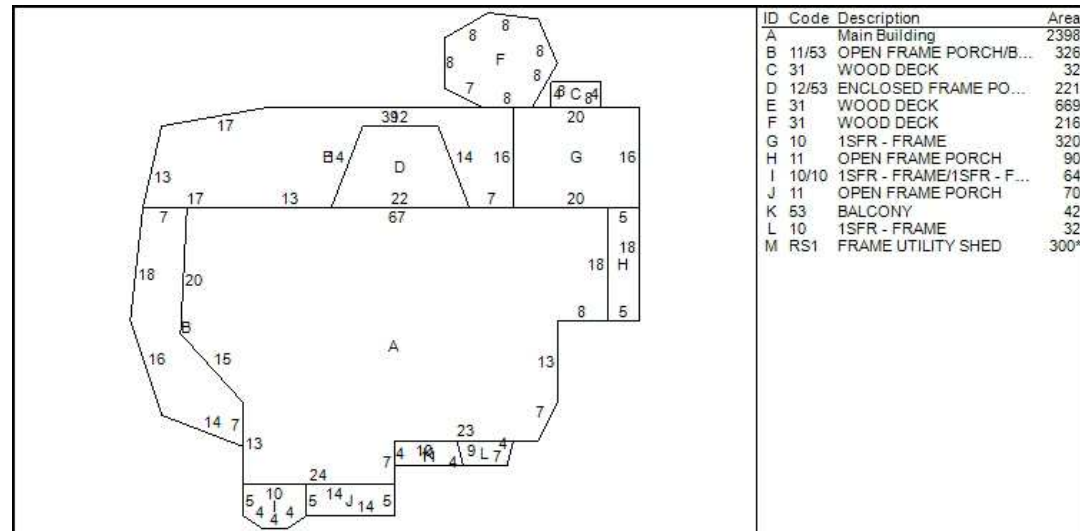 ID Code Description Area
A Main Building 2398
B 11/53 OPEN FRAME PORCH/B... 326
C 31 WOOD DECK 32
D 12/53 ENCLOSED FRAME PO... 221
E 31 WOOD DECK 669
F 31 WOOD DECK 216
G 10 1SFR - FRAME 320
H 11 OPEN FRAME PORCH 90
I 10/10 1SFR - FRAME/1SFR - F... 64
J 11 OPEN FRAME PORCH 70
K 53 BALCONY 42
L 10 1SFR - FRAME 32
M RS1 FRAME UTILITY SHED 300*
8 8
8 8
F
8
7 8
8
8 C 4
8
17 20
14 D 14 16 G 16
13
17 13 22 7 20
7 67 5
18
18 20 18 H
B 8 5
16 15 A 13
14 7 7
13 23
4 9 L 4
7 4 7
24
10 14 J 5
5 I 5 14
4 4
4